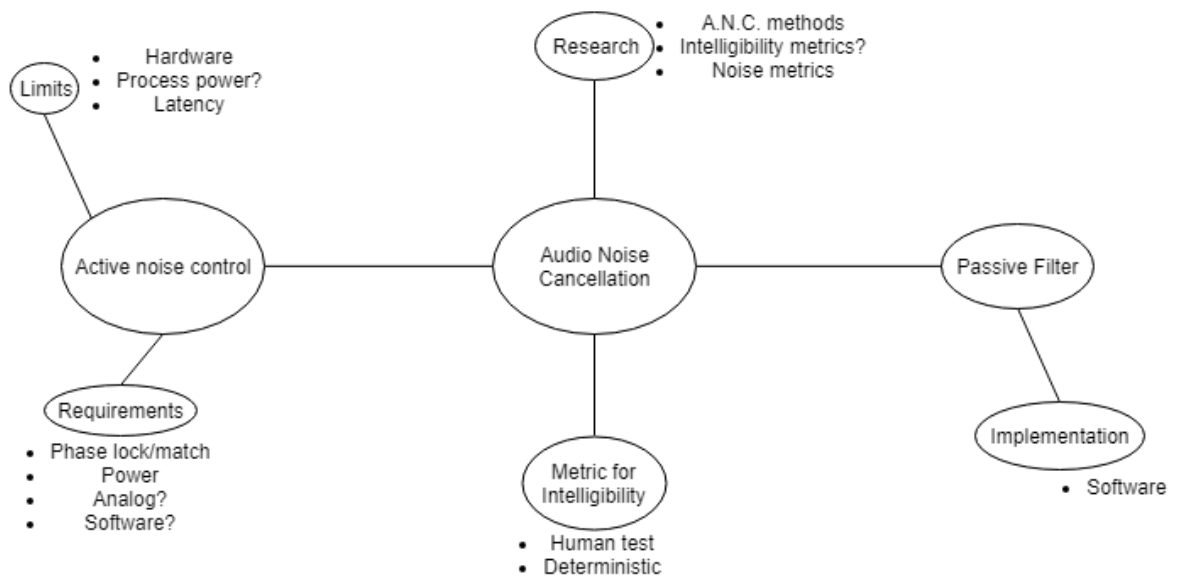 Research
• A.N.C. methods
• Intelligibility metrics?
• Noise metrics
Limits
• Hardware
• Process power?
• Latency
Active noise control
Audio Noise
Cancellation
Passive Filter
Requirements
• Phase lock/match
• Power
• Analog?
• Software?
Metric for
Intelligibility
• Human test
• Deterministic
Implementation
• Software